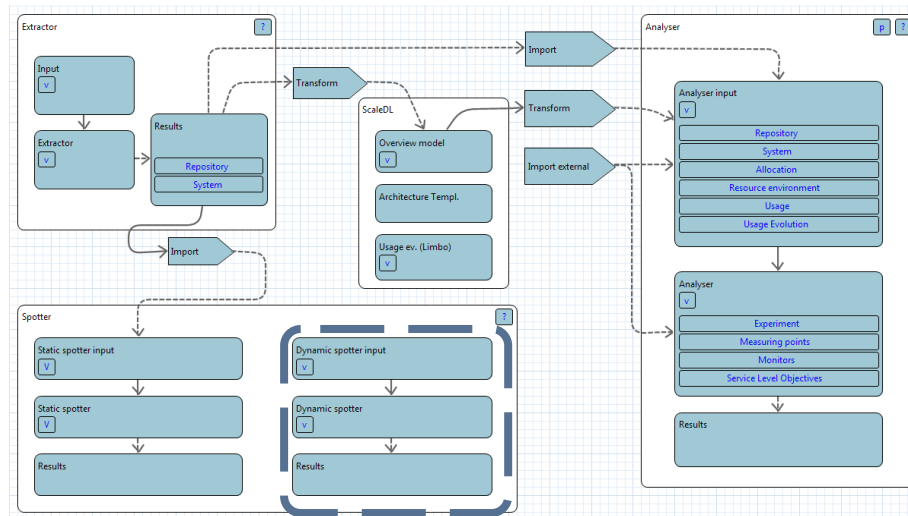 Extractor
?
Input
v
Extractor
v
Results
Repository
System
Import
Transform
ScaleDL
Overview model
v
Architecture Templ.
Usage ev. (Limbo)
v
Import
Transform
Import external
Analyser
p
?
Analyser input
v
Repository
System
Allocation
Resource environment
Usage
Usage Evolution
Analyser
v
Experiment
Measuring points
Monitors
Service Level Objectives
Results
Spotter
?
Static spotter input
V
Static spotter
V
Results
Dynamic spotter input
v
Dynamic spotter
v
Results